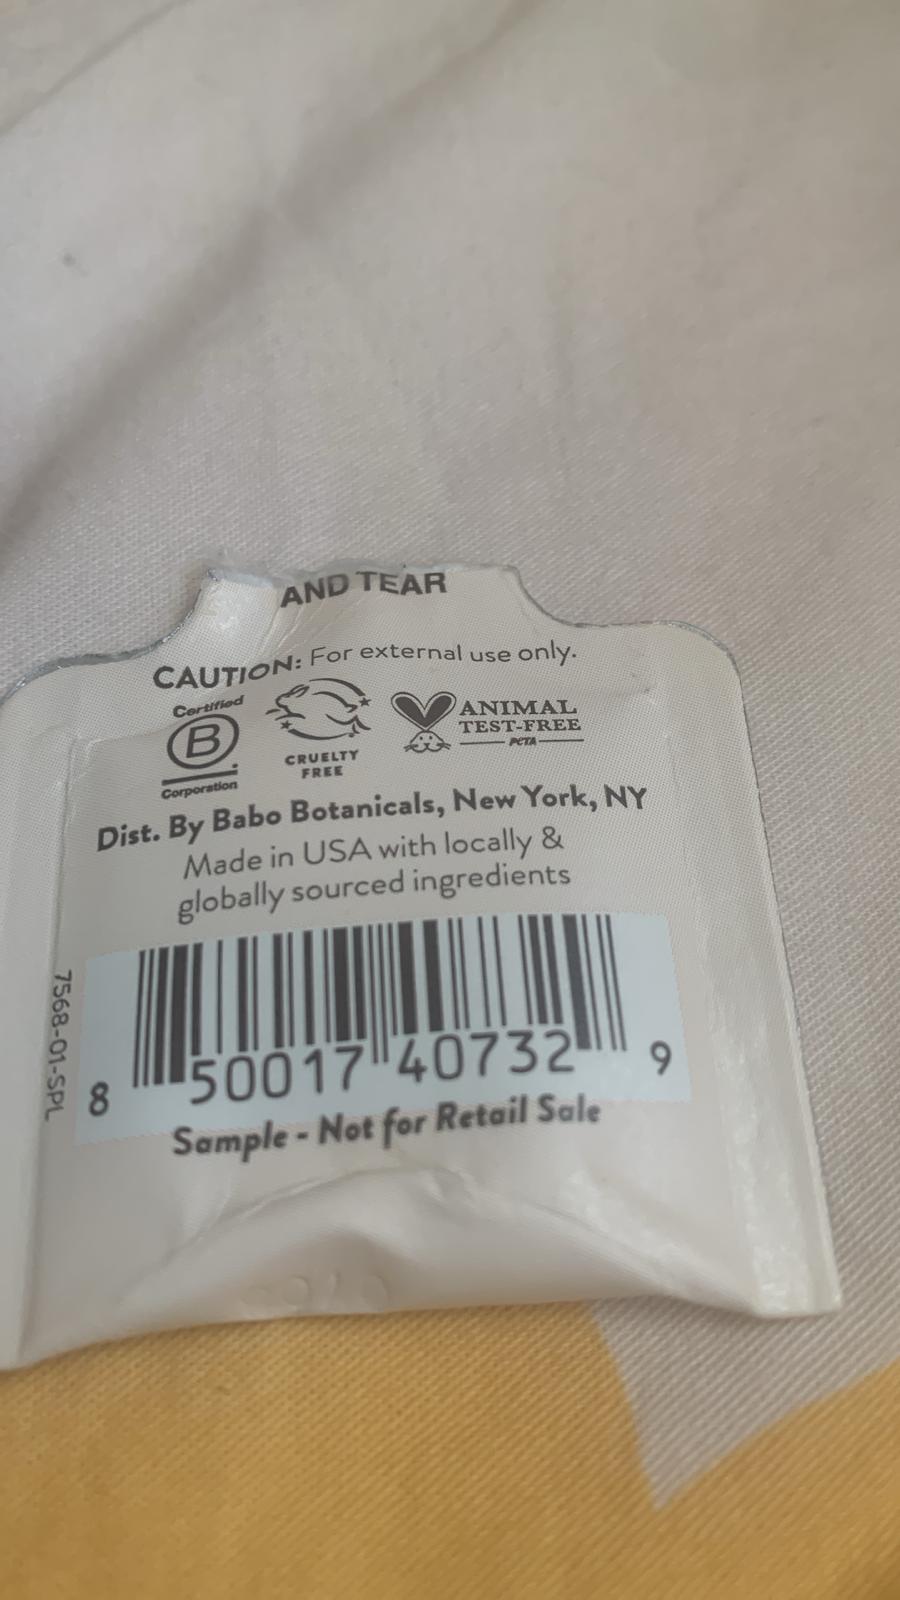 AND TEAR
CAUTION: For external use only.
Certified
B
Corporation
CRUELTY
FREE
ANIMAL
TEST-FREE
PETA
Dist. By Babo Botanicals, New York, NY
Made in USA with locally &
globally sourced ingredients
7568-01-SPL
8 50017 40732 9
Sample - Not for Retail Sale